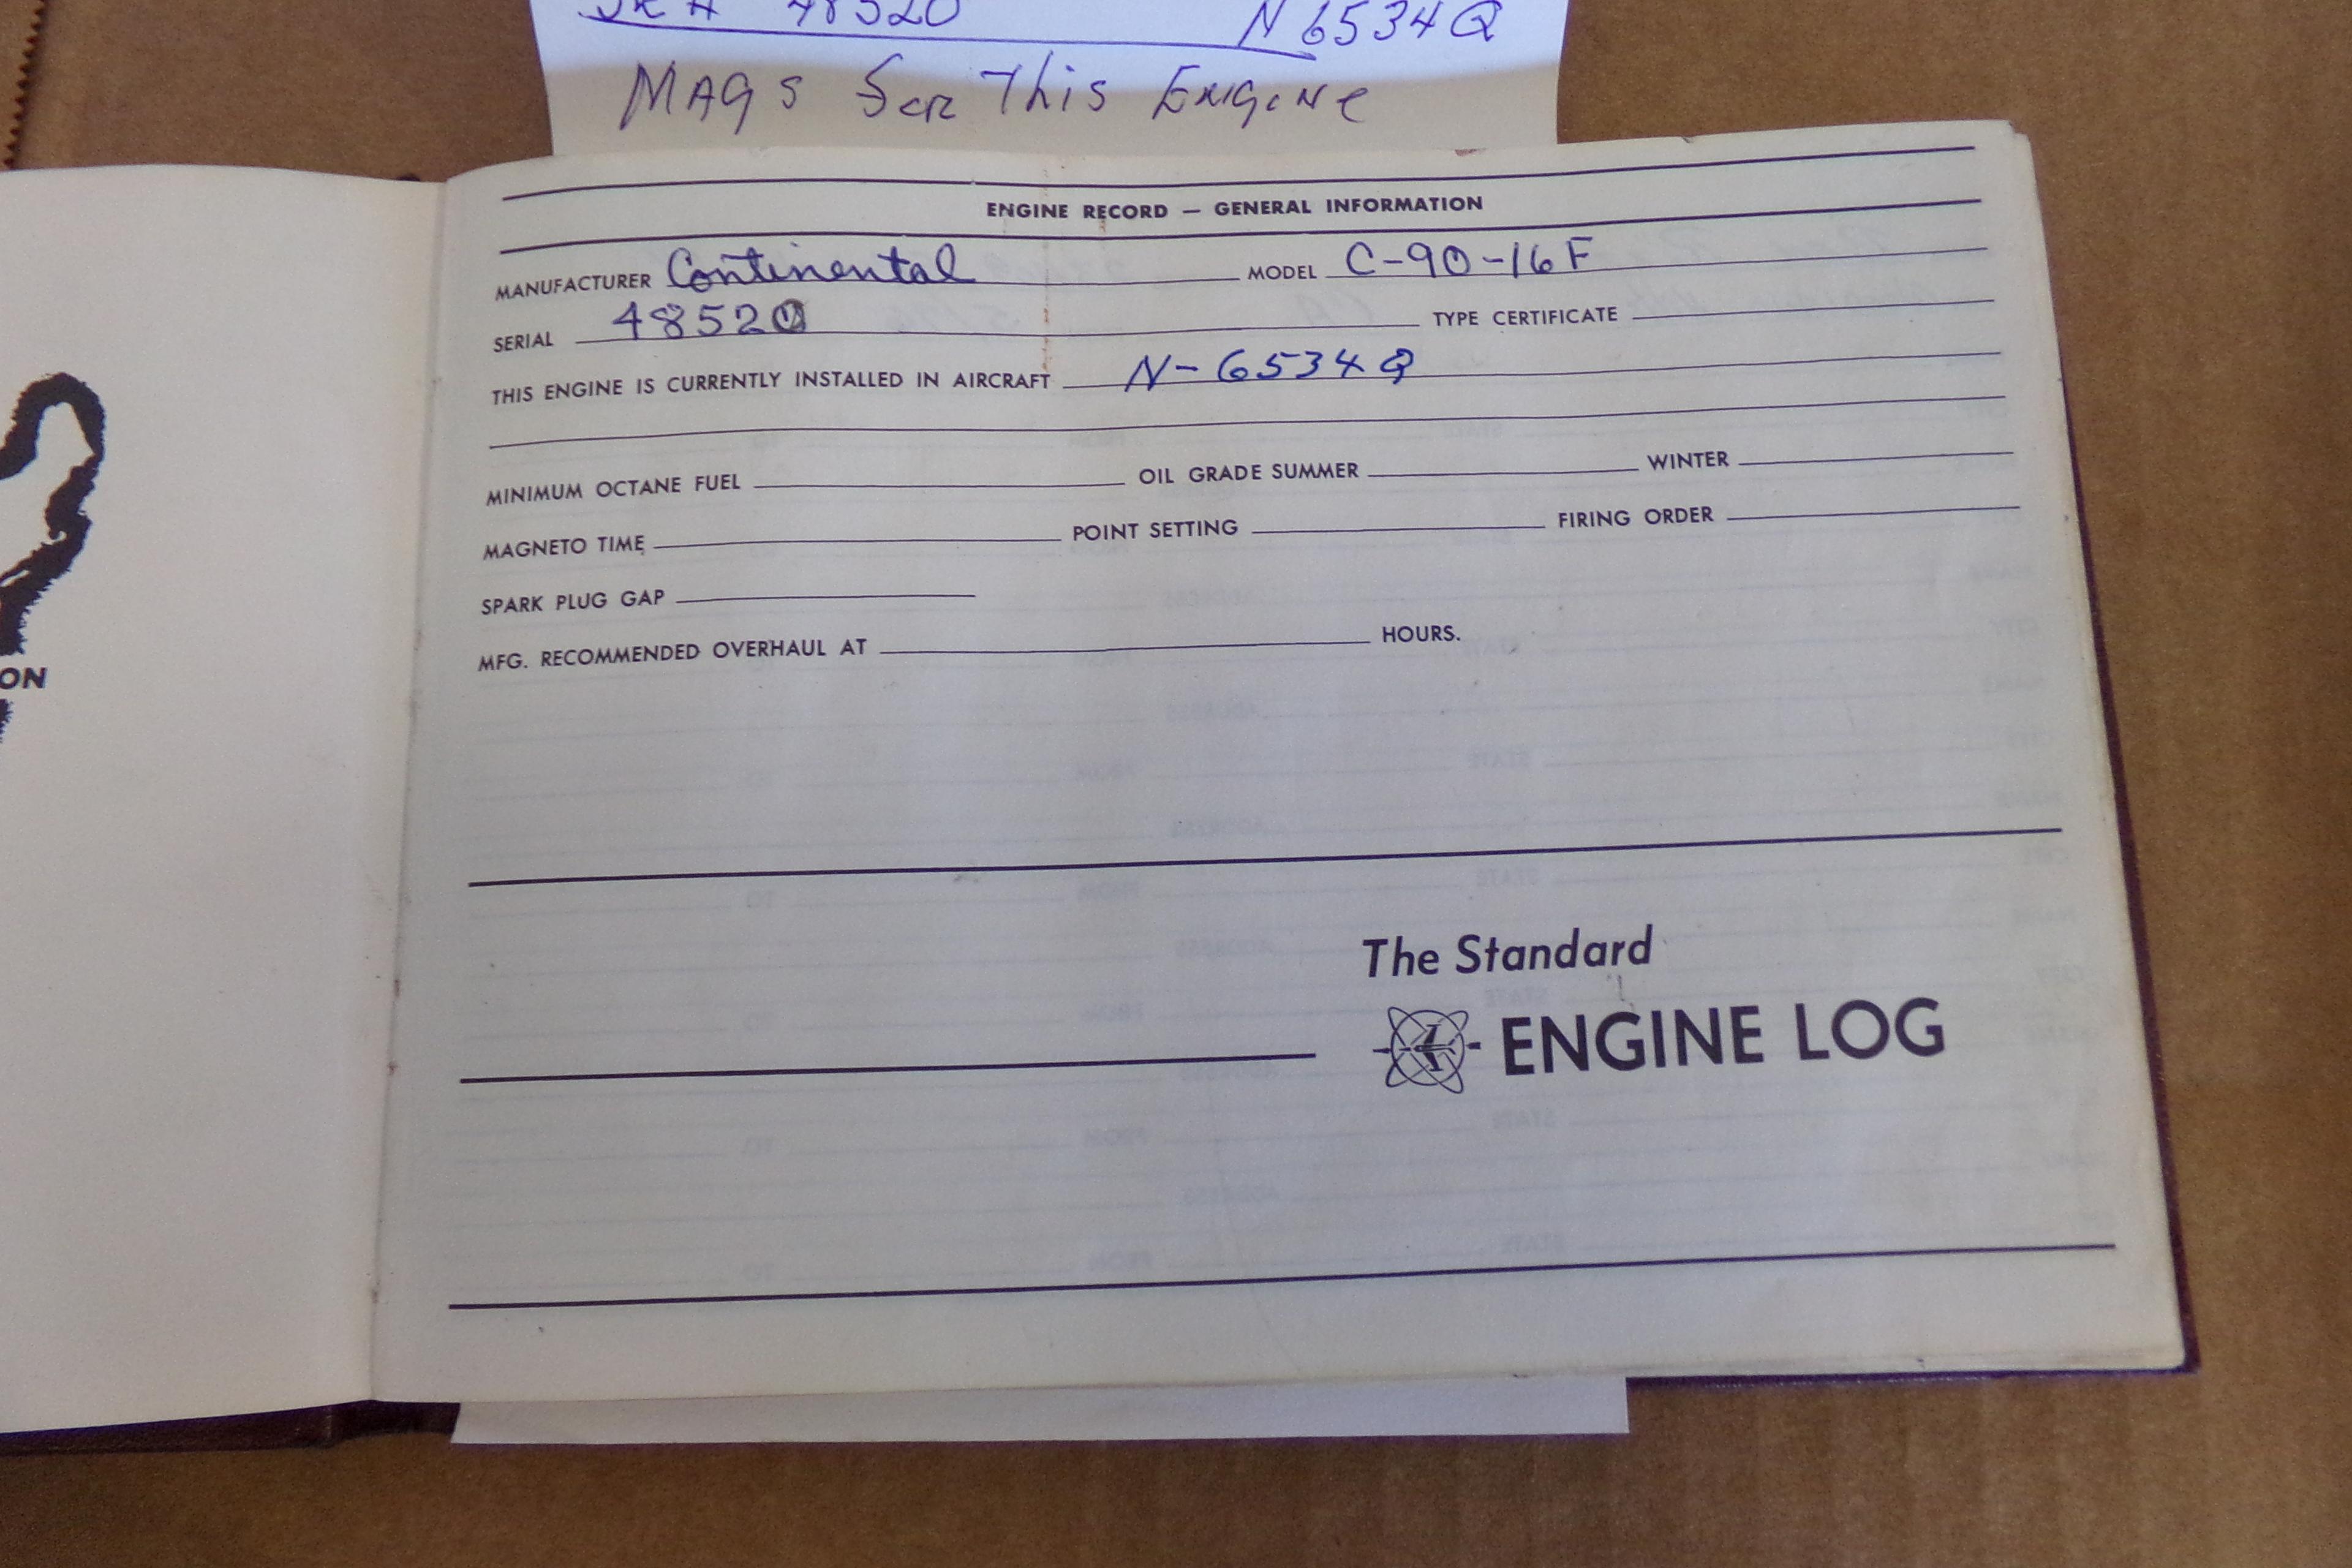 48520 N6534Q
MAGS For This EngiNe
ENGINE RECORD — GENERAL INFORMATION
MANUFACTURER Continental MODEL C-90-16F
SERIAL 48520 TYPE CERTIFICATE
THIS ENGINE IS CURRENTLY INSTALLED IN AIRCRAFT N-6534Q
MINIMUM OCTANE FUEL OIL GRADE SUMMER WINTER
MAGNETO TIME POINT SETTING FIRING ORDER
SPARK PLUG GAP
MFG. RECOMMENDED OVERHAUL AT HOURS.
ON
The Standard
ENGINE LOG